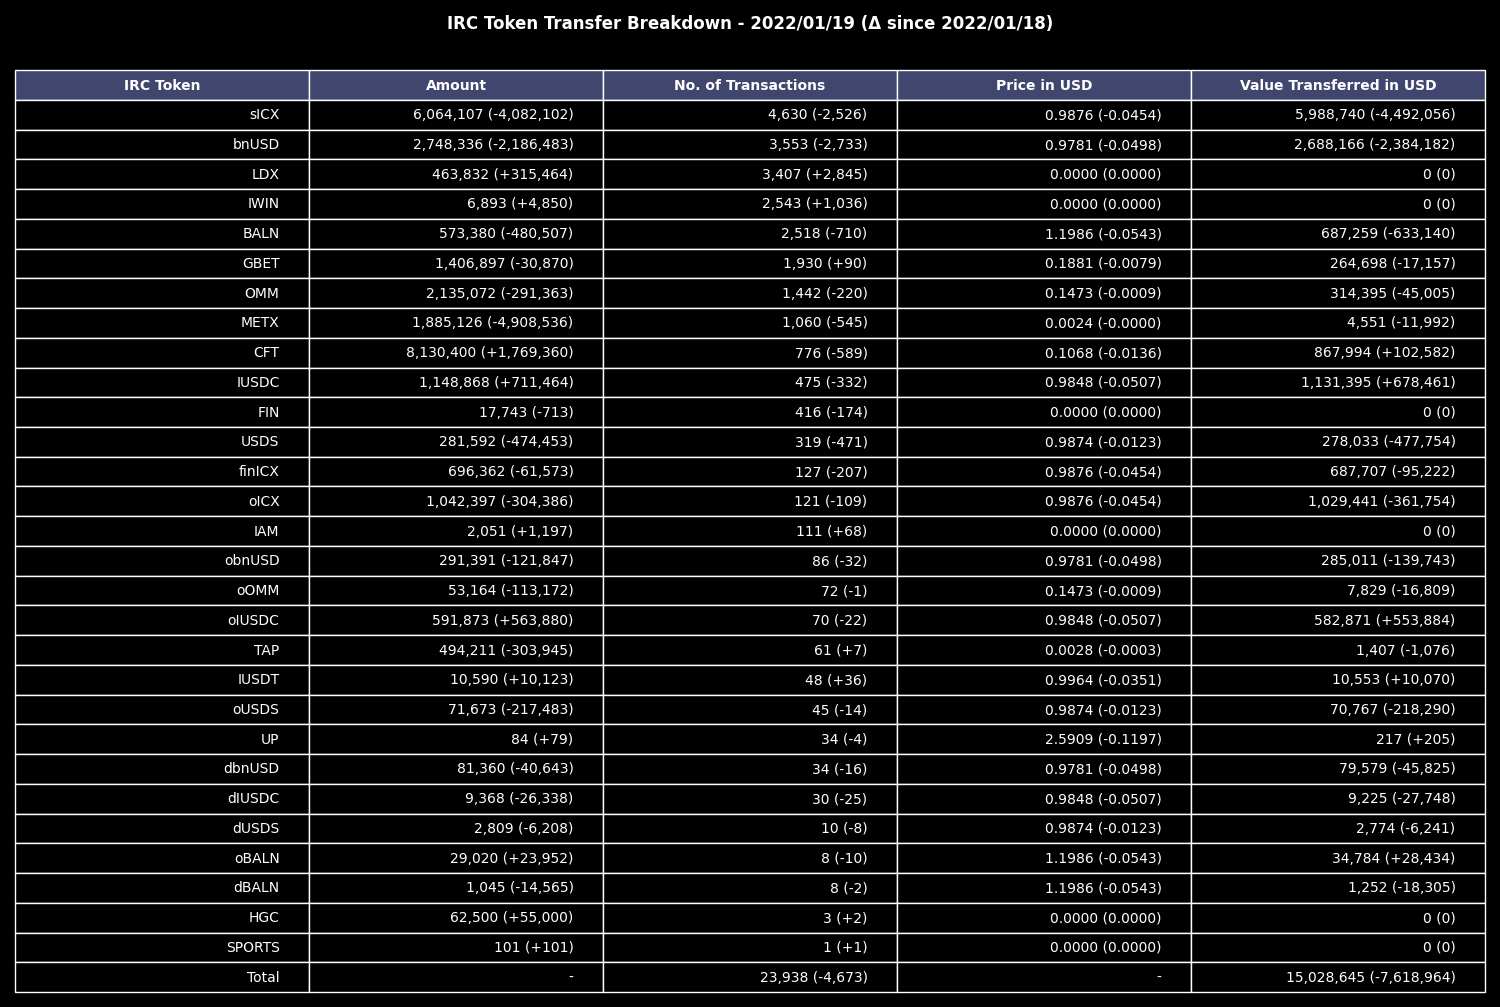 IRC Token Transfer Breakdown - 2022/01/19 (Δ since 2022/01/18)
IRC Token Amount No. of Transactions Price in USD Value Transferred in USD
sICX 6,064,107 (-4,082,102) 4,630 (-2,526) 0.9876 (-0.0454) 5,988,740 (-4,492,056)
bnUSD 2,748,336 (-2,186,483) 3,553 (-2,733) 0.9781 (-0.0498) 2,688,166 (-2,384,182)
LDX 463,832 (+315,464) 3,407 (+2,845) 0.0000 (0.0000) 0 (0)
IWIN 6,893 (+4,850) 2,543 (+1,036) 0.0000 (0.0000) 0 (0)
BALN 573,380 (-480,507) 2,518 (-710) 1.1986 (-0.0543) 687,259 (-633,140)
GBET 1,406,897 (-30,870) 1,930 (+90) 0.1881 (-0.0079) 264,698 (-17,157)
OMM 2,135,072 (-291,363) 1,442 (-220) 0.1473 (-0.0009) 314,395 (-45,005)
METX 1,885,126 (-4,908,536) 1,060 (-545) 0.0024 (-0.0000) 4,551 (-11,992)
CFT 8,130,400 (+1,769,360) 776 (-589) 0.1068 (-0.0136) 867,994 (+102,582)
IUSDC 1,148,868 (+711,464) 475 (-332) 0.9848 (-0.0507) 1,131,395 (+678,461)
FIN 17,743 (-713) 416 (-174) 0.0000 (0.0000) 0 (0)
USDS 281,592 (-474,453) 319 (-471) 0.9874 (-0.0123) 278,033 (-477,754)
finICX 696,362 (-61,573) 127 (-207) 0.9876 (-0.0454) 687,707 (-95,222)
oICX 1,042,397 (-304,386) 121 (-109) 0.9876 (-0.0454) 1,029,441 (-361,754)
IAM 2,051 (+1,197) 111 (+68) 0.0000 (0.0000) 0 (0)
obnUSD 291,391 (-121,847) 86 (-32) 0.9781 (-0.0498) 285,011 (-139,743)
oOMM 53,164 (-113,172) 72 (-1) 0.1473 (-0.0009) 7,829 (-16,809)
oIUSDC 591,873 (+563,880) 70 (-22) 0.9848 (-0.0507) 582,871 (+553,884)
TAP 494,211 (-303,945) 61 (+7) 0.0028 (-0.0003) 1,407 (-1,076)
IUSDT 10,590 (+10,123) 48 (+36) 0.9964 (-0.0351) 10,553 (+10,070)
oUSDS 71,673 (-217,483) 45 (-14) 0.9874 (-0.0123) 70,767 (-218,290)
UP 84 (+79) 34 (-4) 2.5909 (-0.1197) 217 (+205)
dbnUSD 81,360 (-40,643) 34 (-16) 0.9781 (-0.0498) 79,579 (-45,825)
dIUSDC 9,368 (-26,338) 30 (-25) 0.9848 (-0.0507) 9,225 (-27,748)
dUSDS 2,809 (-6,208) 10 (-8) 0.9874 (-0.0123) 2,774 (-6,241)
oBALN 29,020 (+23,952) 8 (-10) 1.1986 (-0.0543) 34,784 (+28,434)
dBALN 1,045 (-14,565) 8 (-2) 1.1986 (-0.0543) 1,252 (-18,305)
HGC 62,500 (+55,000) 3 (+2) 0.0000 (0.0000) 0 (0)
SPORTS 101 (+101) 1 (+1) 0.0000 (0.0000) 0 (0)
Total - 23,938 (-4,673) - 15,028,645 (-7,618,964)